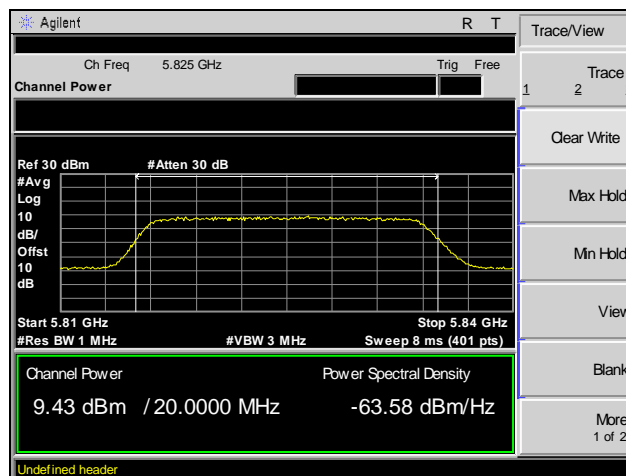 Agilent R T
Trace/View
Ch Freq 5.825 GHz Trig Free
Channel Power
Trace
1 2
Clear Write
Ref 30 dBm #Atten 30 dB
#Avg
Log
10
dB/
Offst
10
dB
Max Hold
Min Hold
View
Start 5.81 GHz Stop 5.84 GHz
#Res BW 1 MHz #VBW 3 MHz Sweep 8 ms (401 pts)
Blank
Channel Power Power Spectral Density
9.43 dBm / 20.0000 MHz -63.58 dBm/Hz
More
1 of 2
Undefined header